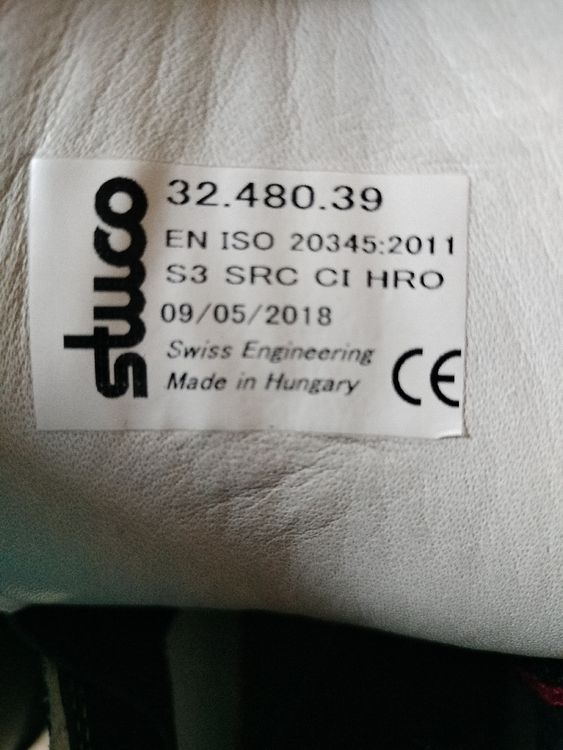 stuco
32.480.39
EN ISO 20345:2011
S3 SRC CI HRO
09/05/2018
Swiss Engineering
Made in Hungary
CE